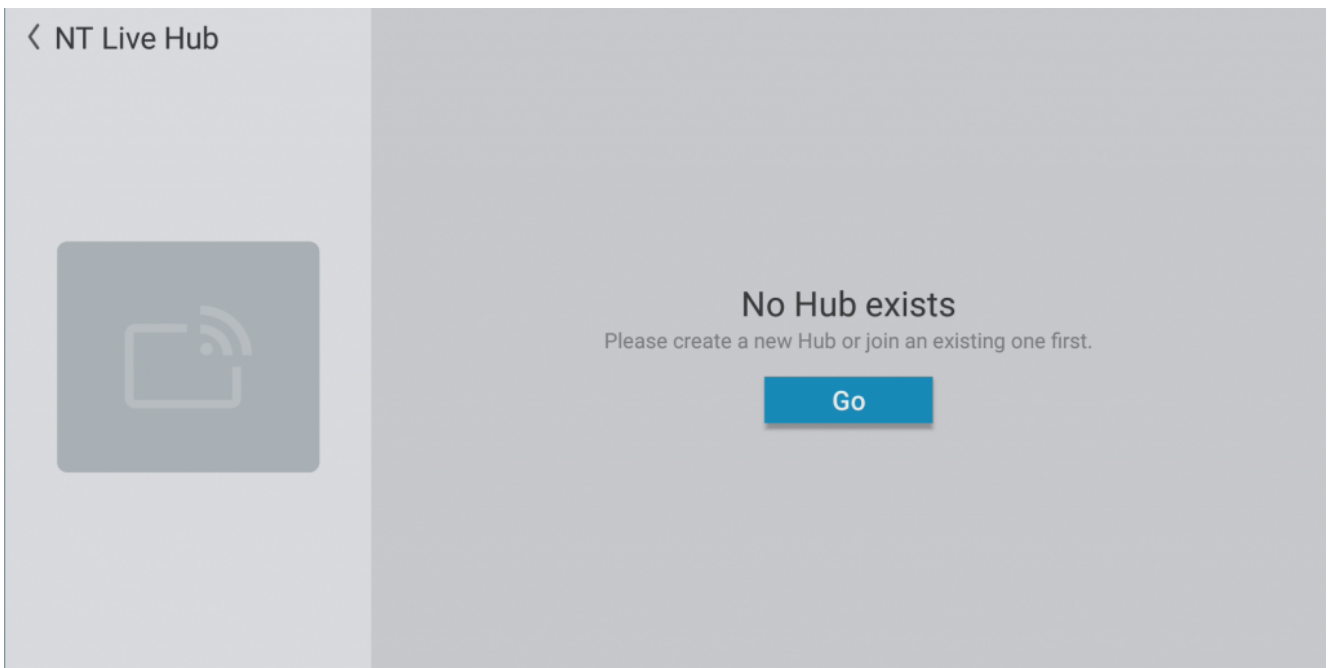 NT Live Hub
No Hub exists
Please create a new Hub or join an existing one first.
Go